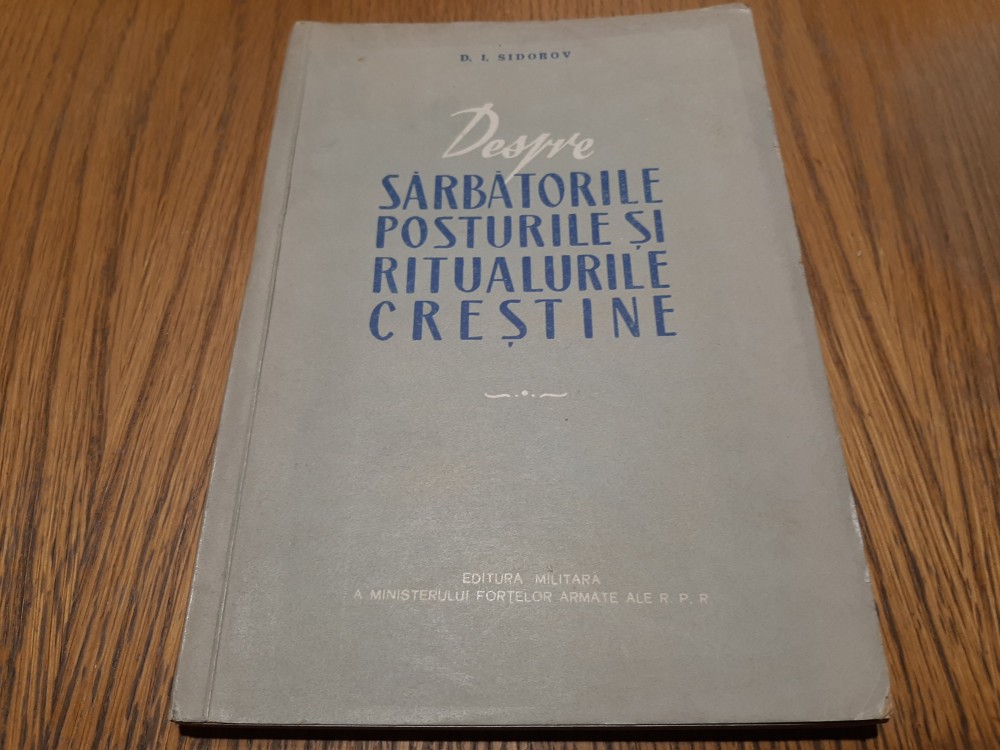 D. I. SIDOROV
Despre
SĂRBĂTORILE
POSTURILE ȘI
RITUALURILE
CREȘTINE
EDITURA MILITARĂ
A MINISTERULUI FORȚELOR ARMATE ALE R. P. R.